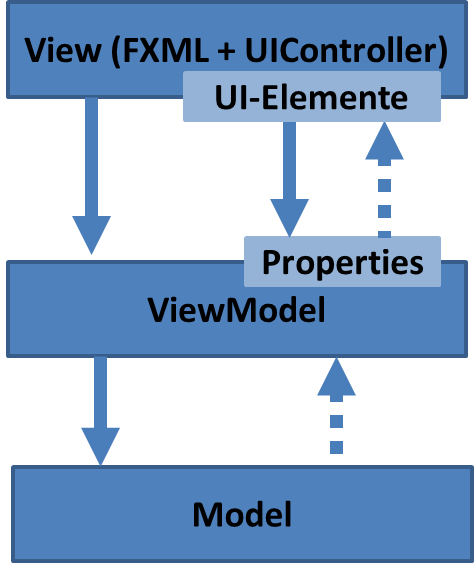 View (FXML + UIController)
UI-Elemente
Properties
ViewModel
Model